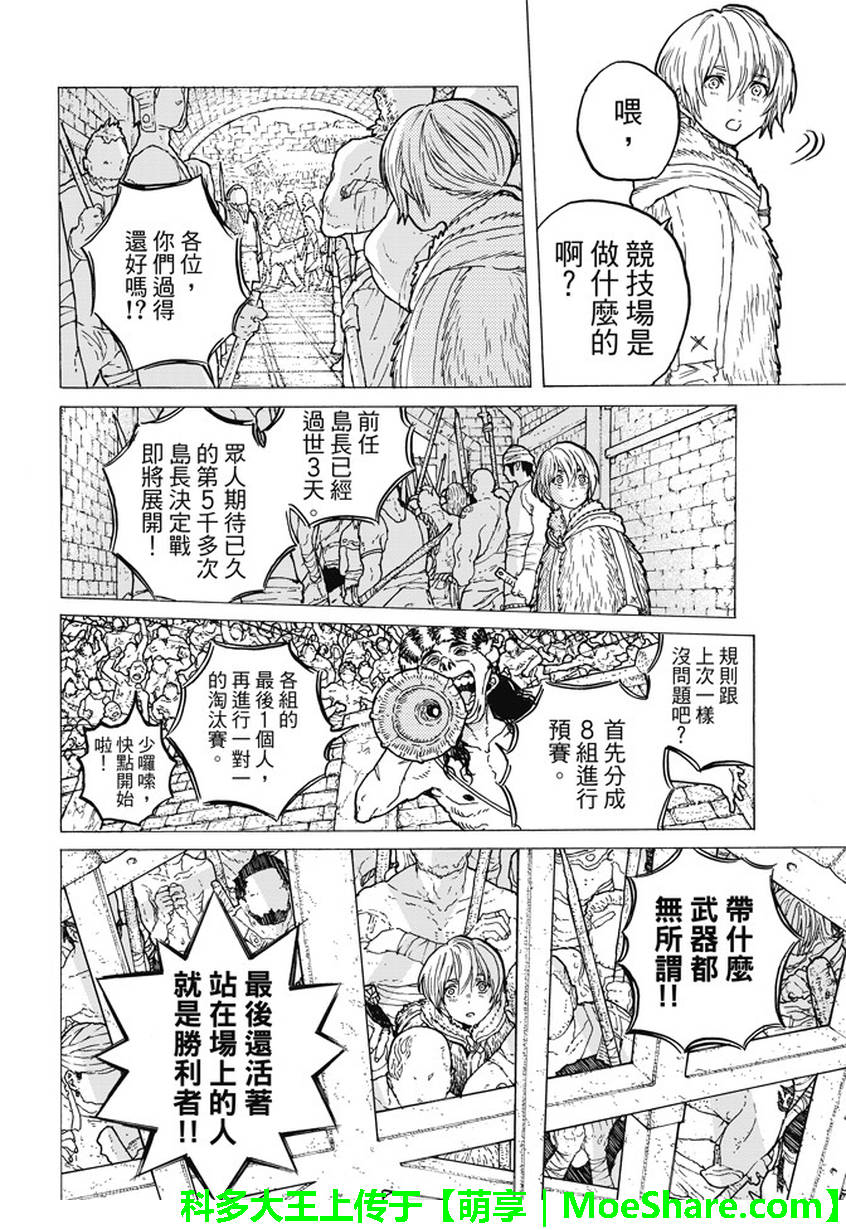 喂，
競技場是
做什麼的
啊？
各位，
你們過得
還好嗎!?
前任
島長已經
過世3天。
眾人期待已久
的第5千多次
島長決定戰
即將展開！
規則跟
上次一樣
沒問題吧？
首先分成
8組進行
預賽。
各組的
最後1個人，
再進行一對一
的淘汰賽。
少囉嗦，
快點開始
啦！
帶什麼
武器都
無所謂!!
最後還活著
站在場上的人
就是勝利者!!
科多大王上传于【萌享｜MoeShare.com】